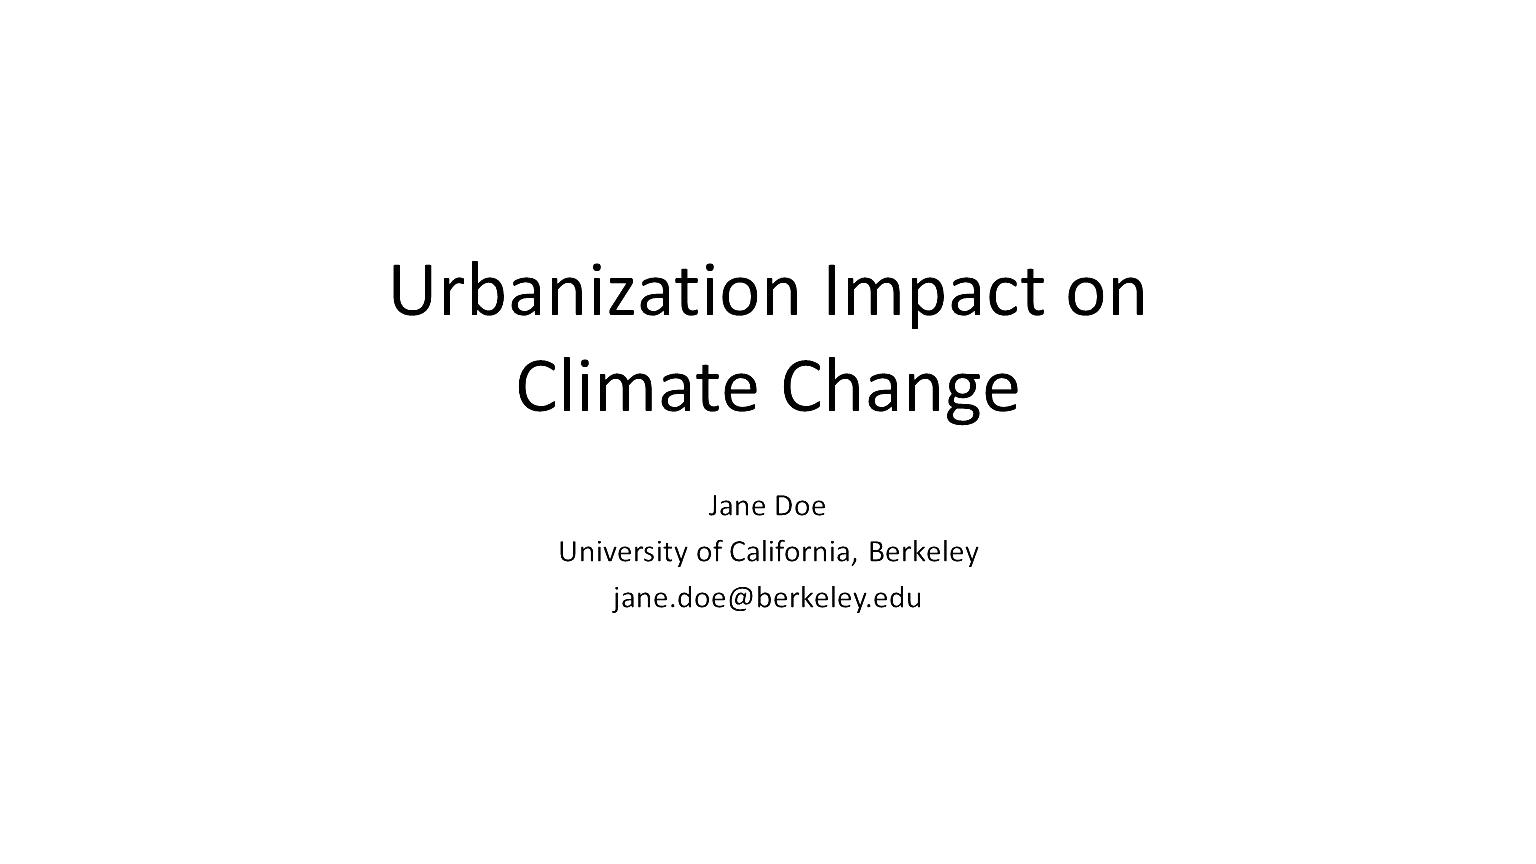 Urbanization Impact on
Climate Change
Jane Doe
University of California, Berkeley
jane.doe@berkeley.edu